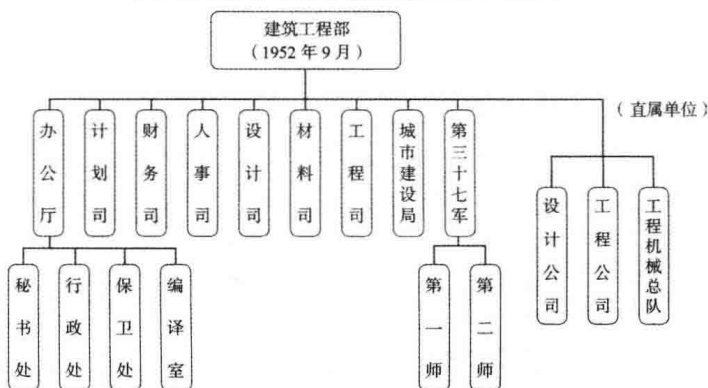 建筑工程部
（1952年9月）
（直属单位）
办公厅
计划司
财务司
人事司
设计司
材料司
工程司
城市建设局
第三十七军
设计公司
工程公司
工程机械总队
秘书处
行政处
保卫处
编译室
第一师
第二师